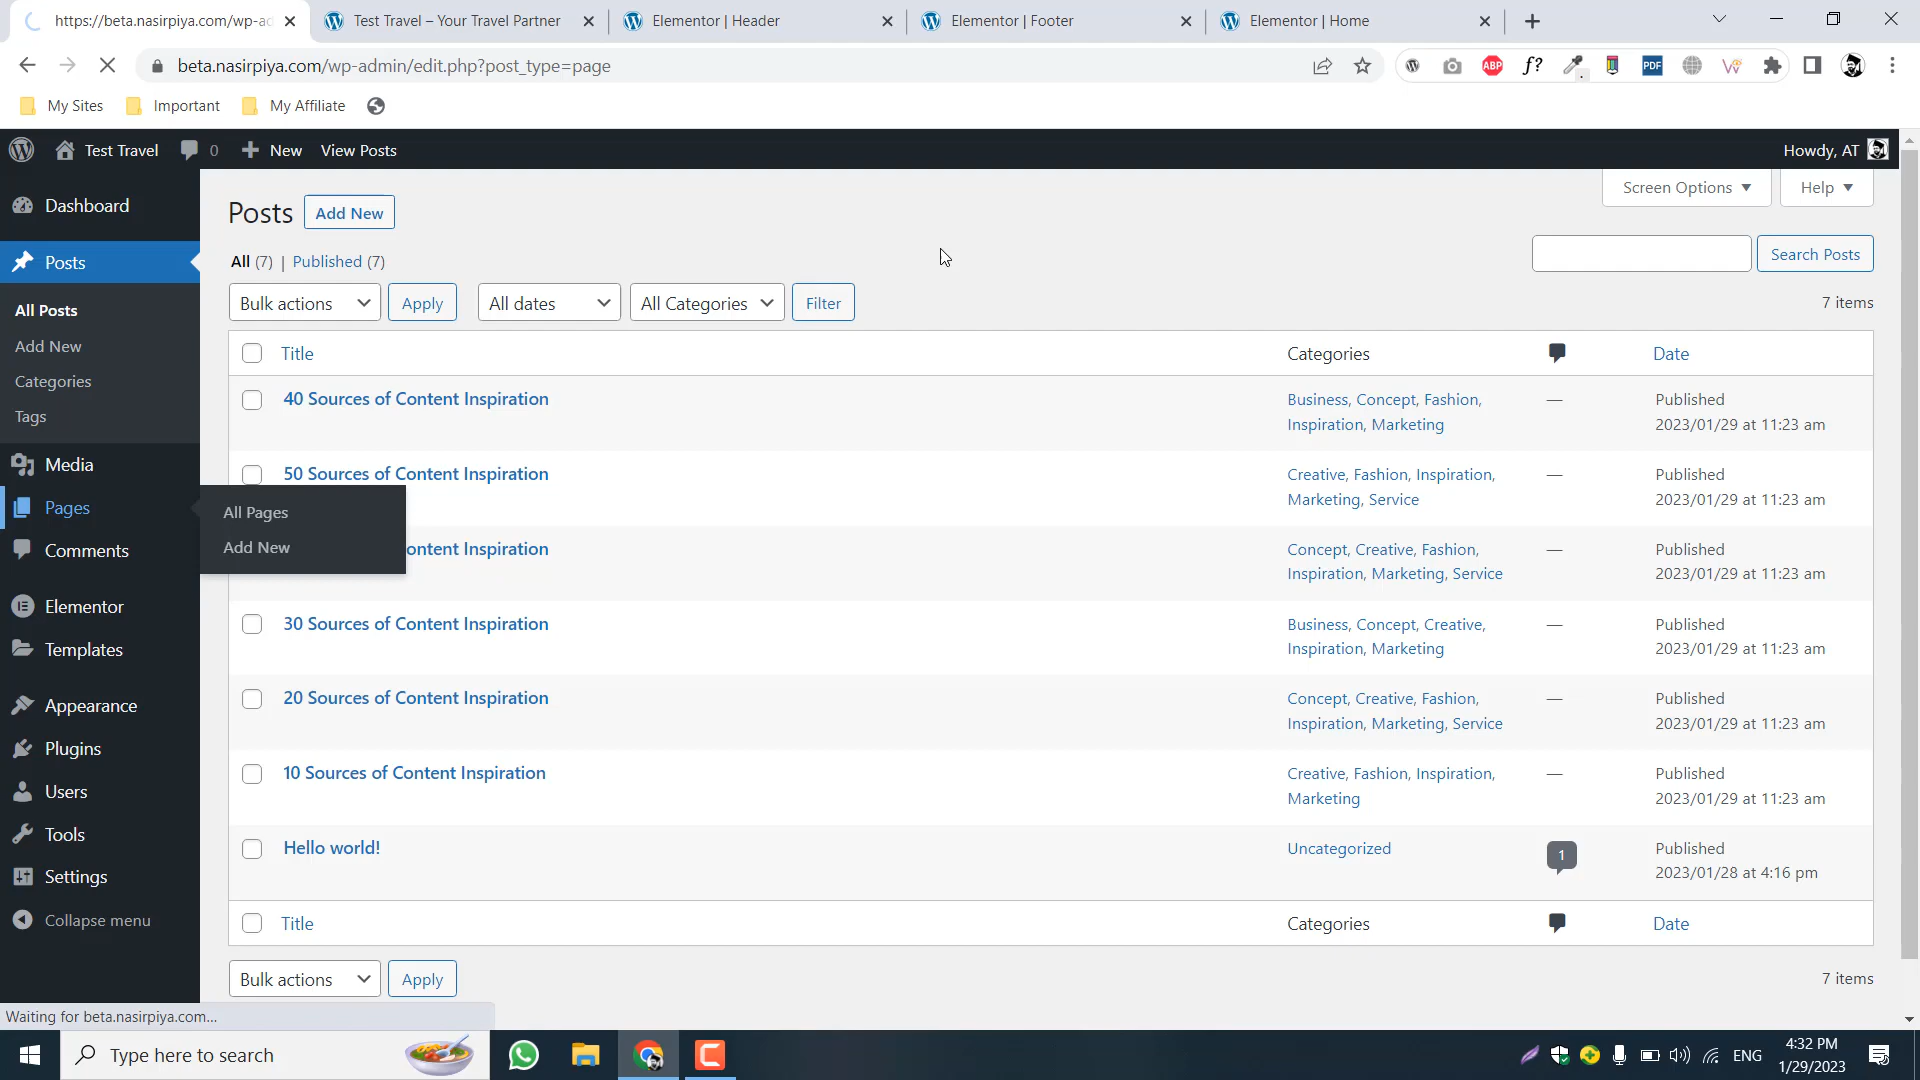 https://beta.nasirpiya.com/wp-ad
Test Travel – Your Travel Partner
Elementor | Header
Elementor | Footer
Elementor | Home
beta.nasirpiya.com/wp-admin/edit.php?post_type=page
ABP
f?
PDF
My Sites
Important
My Affiliate
Test Travel
0
New
View Posts
Howdy, AT
Dashboard
Posts
All Posts
Add New
Categories
Tags
Media
Pages
All Pages
Add New
Comments
Elementor
Templates
Appearance
Plugins
Users
Tools
Settings
Collapse menu
Posts
Add New
Screen Options
Help
All (7) | Published (7)
Search Posts
Bulk actions
Apply
All dates
All Categories
Filter
7 items
Title
Categories
Date
40 Sources of Content Inspiration
Business, Concept, Fashion,
Inspiration, Marketing
—
Published
2023/01/29 at 11:23 am
50 Sources of Content Inspiration
Creative, Fashion, Inspiration,
Marketing, Service
—
Published
2023/01/29 at 11:23 am
ontent Inspiration
Concept, Creative, Fashion,
Inspiration, Marketing, Service
—
Published
2023/01/29 at 11:23 am
30 Sources of Content Inspiration
Business, Concept, Creative,
Inspiration, Marketing
—
Published
2023/01/29 at 11:23 am
20 Sources of Content Inspiration
Concept, Creative, Fashion,
Inspiration, Marketing, Service
—
Published
2023/01/29 at 11:23 am
10 Sources of Content Inspiration
Creative, Fashion, Inspiration,
Marketing
—
Published
2023/01/29 at 11:23 am
Hello world!
Uncategorized
1
Published
2023/01/28 at 4:16 pm
Title
Categories
Date
Bulk actions
Apply
7 items
Waiting for beta.nasirpiya.com...
Type here to search
ENG
4:32 PM
1/29/2023